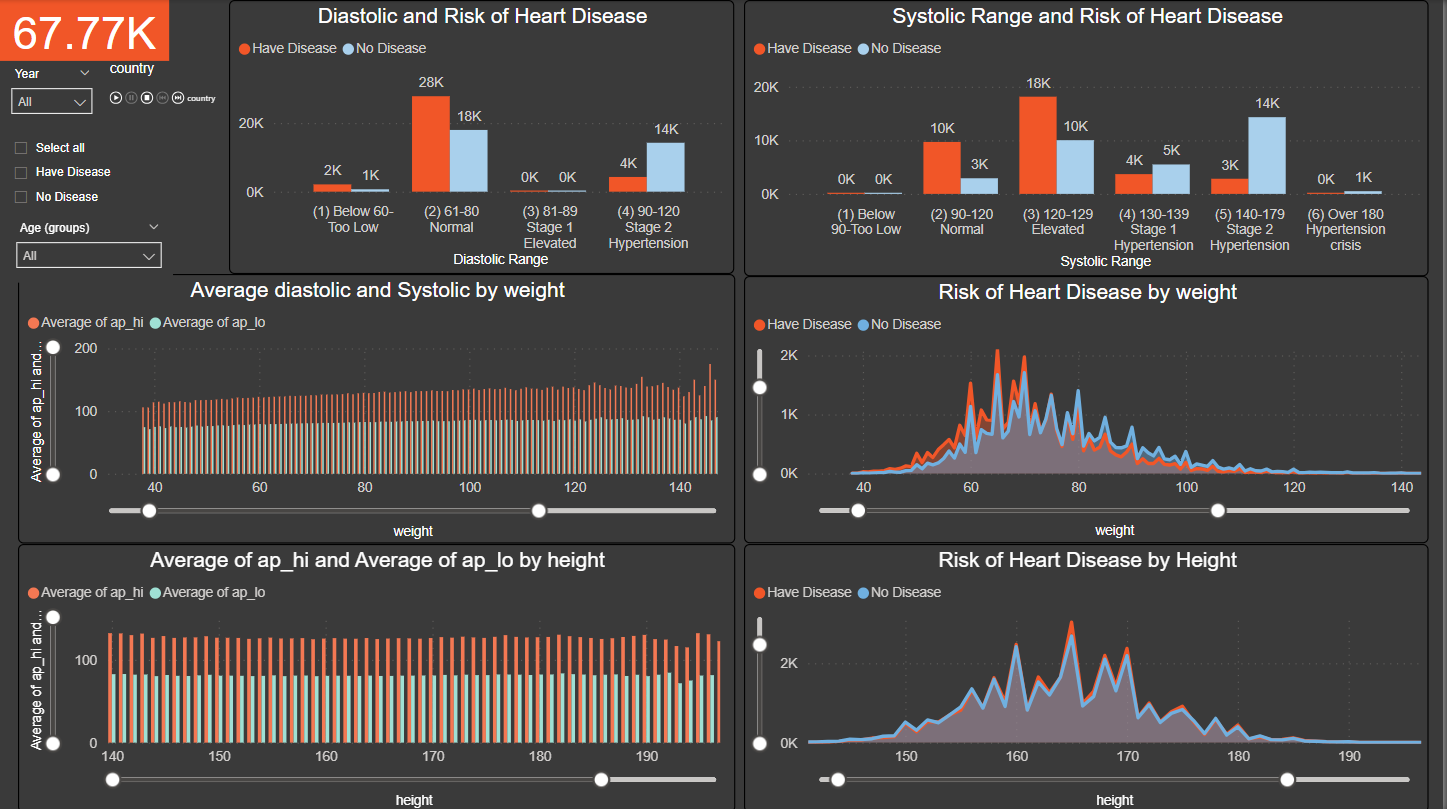 67.77K
Year
country
All
country
Select all
Have Disease
No Disease
Age (groups)
All
Diastolic and Risk of Heart Disease
Have Disease No Disease
20K
0K
2K 1K 28K 18K 0K 0K 4K 14K
(1) Below 60- (2) 61-80 (3) 81-89 (4) 90-120
Too Low Normal Stage 1 Stage 2
Elevated Hypertension
Diastolic Range
Systolic Range and Risk of Heart Disease
Have Disease No Disease
20K
10K
0K
0K 0K 10K 3K 18K 10K 4K 5K 3K 14K 0K 1K
(1) Below (2) 90-120 (3) 120-129 (4) 130-139 (5) 140-179 (6) Over 180
90-Too Low Normal Elevated Stage 1 Stage 2 Hypertension
Hypertension Hypertension crisis
Systolic Range
Average diastolic and Systolic by weight
Average of ap_hi Average of ap_lo
Average of ap_hi and...
200
100
0
40 60 80 100 120 140
weight
Risk of Heart Disease by weight
Have Disease No Disease
2K
1K
0K
40 60 80 100 120 140
weight
Average of ap_hi and Average of ap_lo by height
Average of ap_hi Average of ap_lo
Average of ap_hi and...
100
0
140 150 160 170 180 190
height
Risk of Heart Disease by Height
Have Disease No Disease
2K
0K
150 160 170 180 190
height